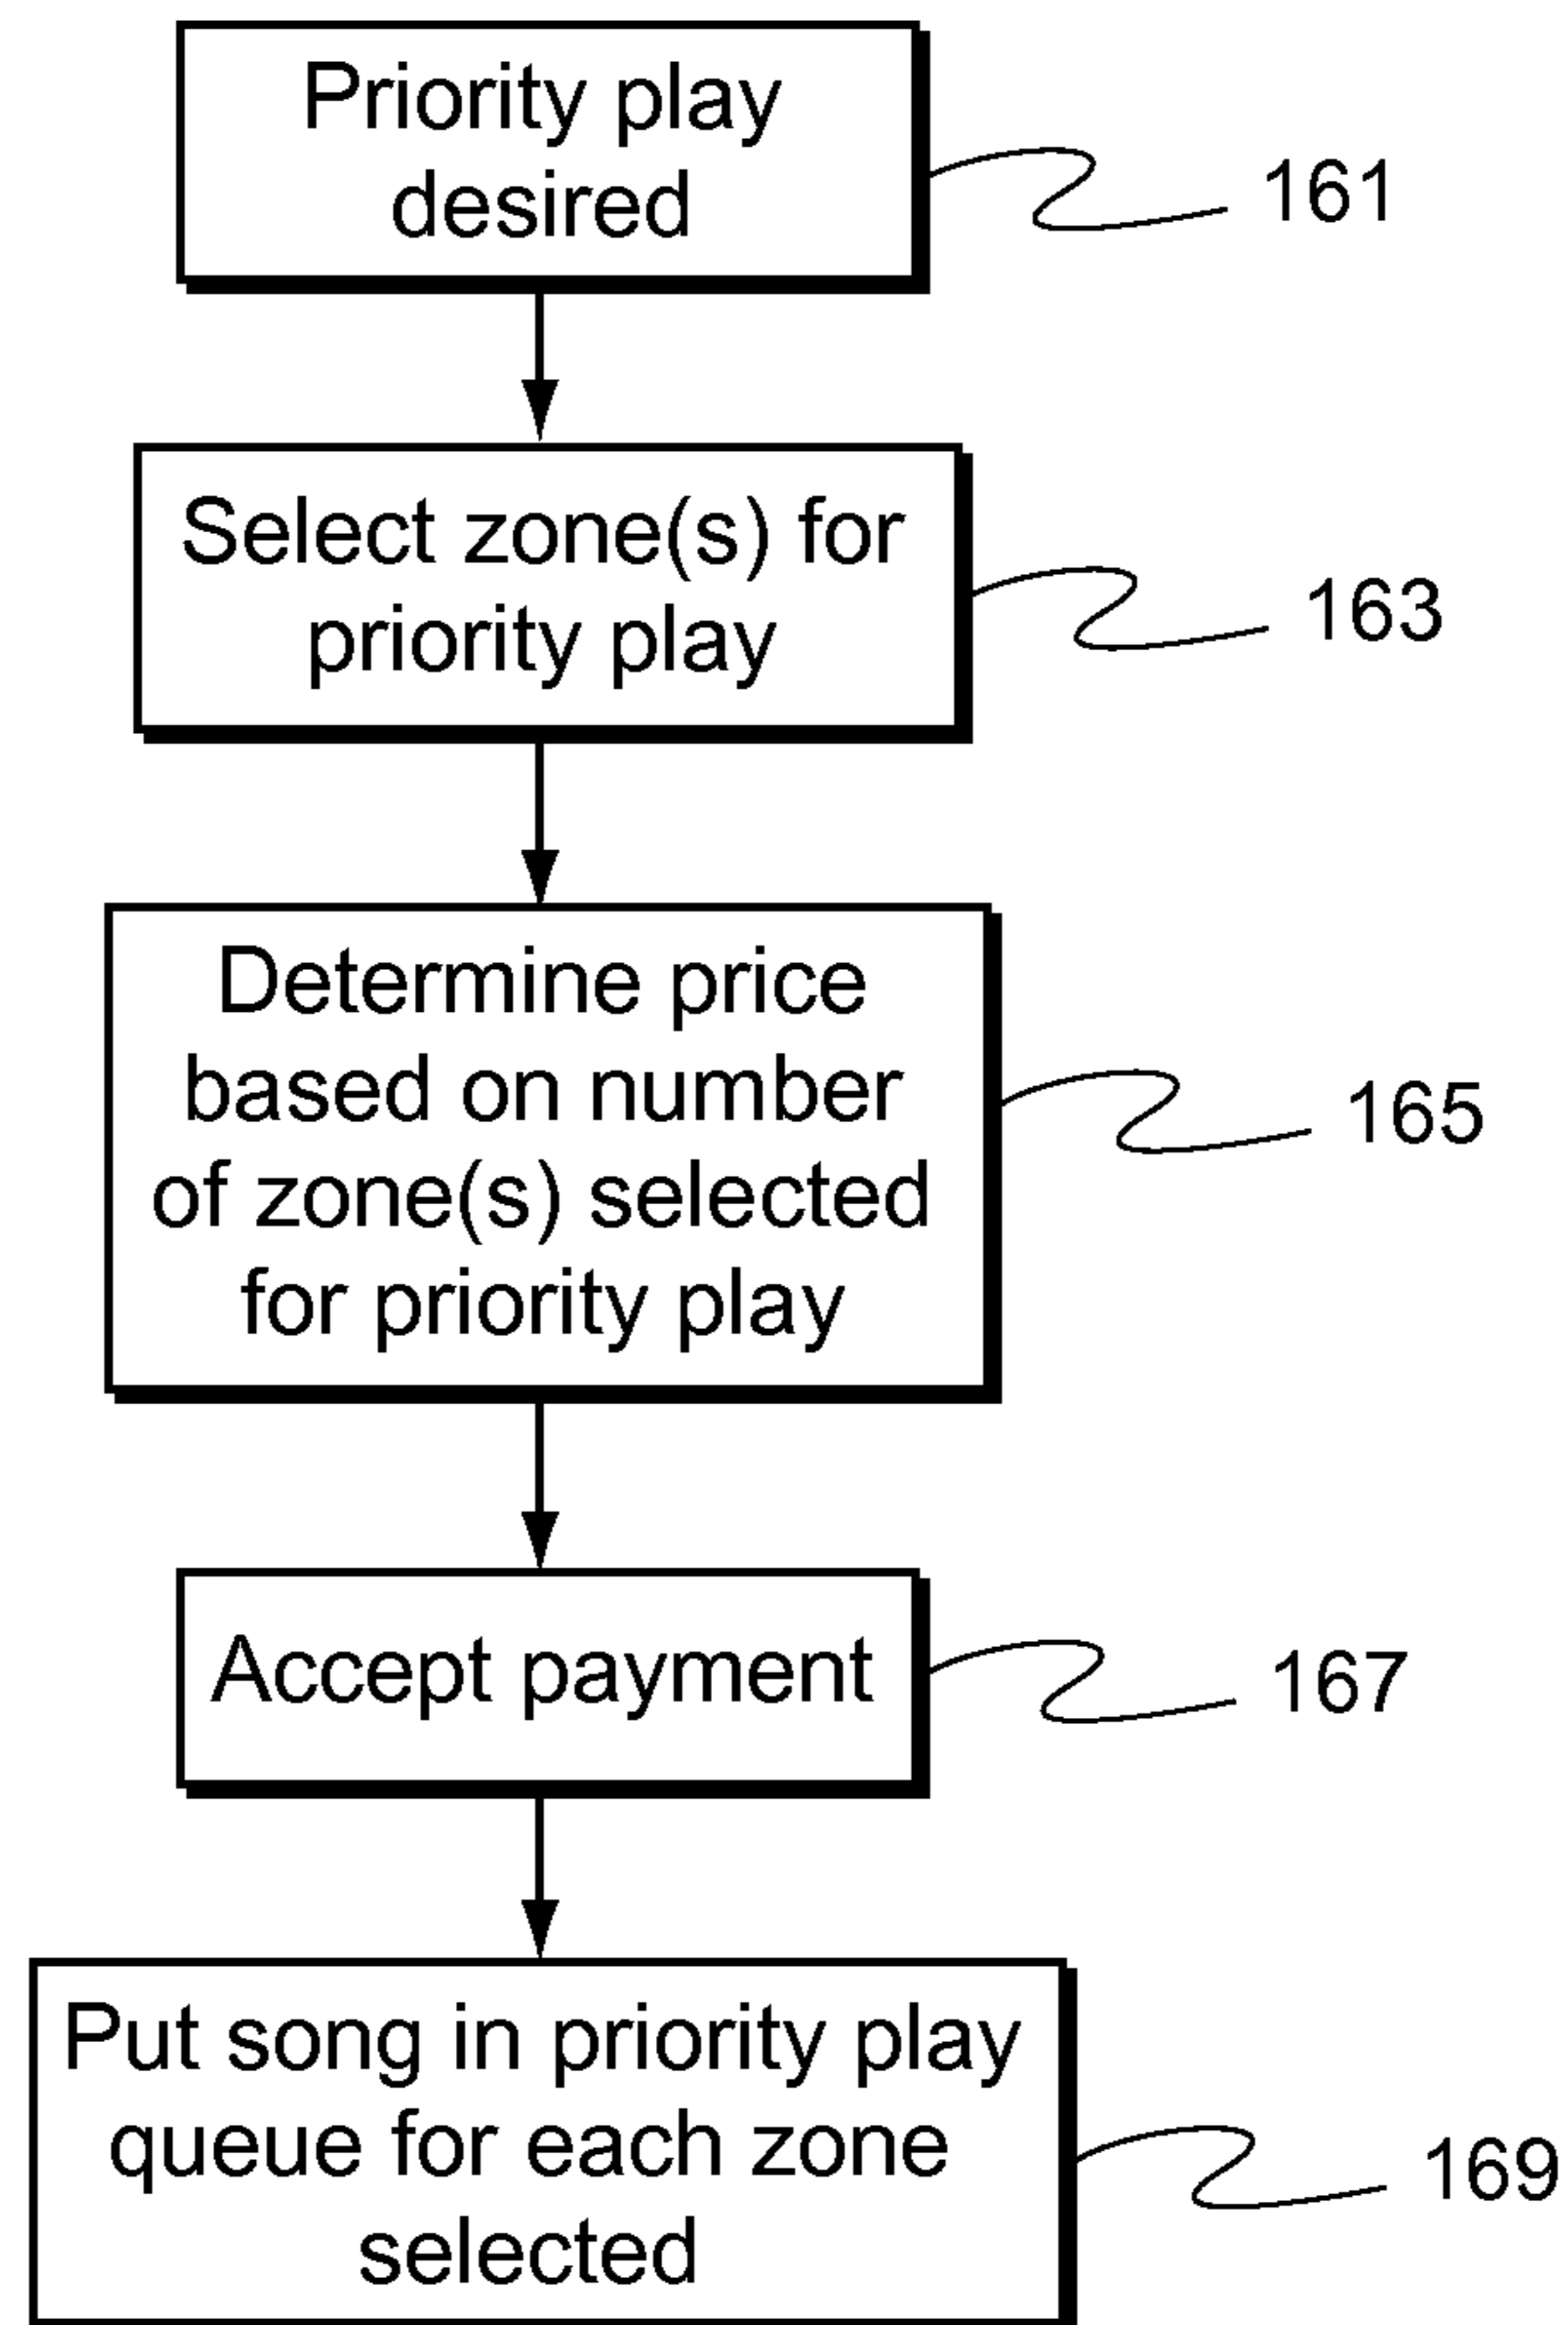 Priority play
desired
161
Select zone(s) for
priority play
163
Determine price
based on number
of zone(s) selected
for priority play
165
Accept payment
167
Put song in priority play
queue for each zone
selected
169